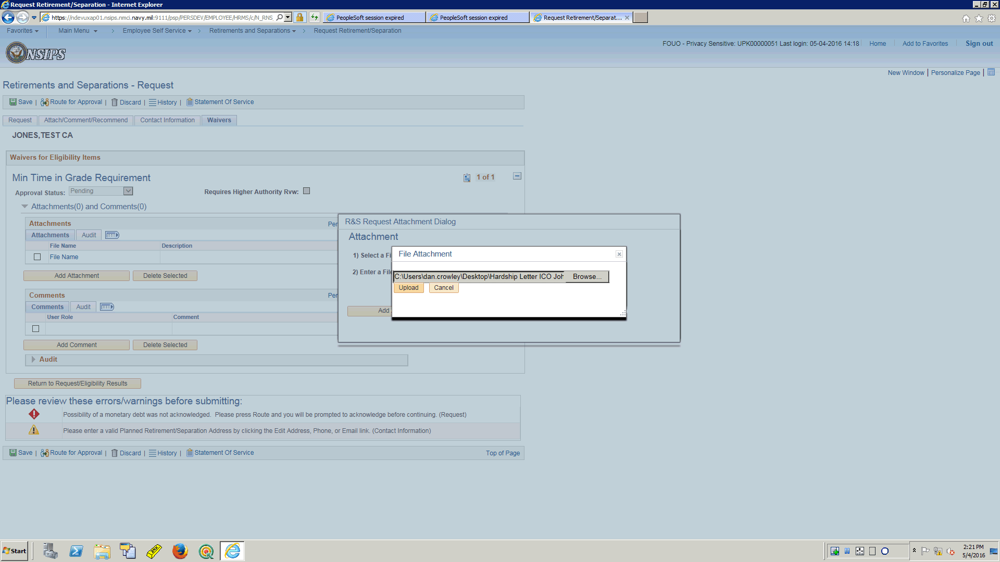 Request Retirement/Separation - Internet Explorer
https://ndevuxap01.nsips.nmci.navy.mil:9111/psp/PERSDEV/EMPLOYEE/HRMS/c/N_RNS_
PeopleSoft session expired
PeopleSoft session expired
Request Retirement/Separat...
Favorites
Main Menu
Employee Self Service
Retirements and Separations
Request Retirement/Separation
NSIPS
FOUO - Privacy Sensitive: UPK00000051 Last login: 05-04-2016 14:18
Home
Add to Favorites
Sign out
New Window | Personalize Page |
Retirements and Separations - Request
Save | Route for Approval | Discard | History | Statement Of Service
Request
Attach/Comment/Recommend
Contact Information
Waivers
JONES,TEST CA
Waivers for Eligibility Items
Min Time in Grade Requirement
1 of 1
Approval Status: Pending
Requires Higher Authority Rvw:
Attachments(0) and Comments(0)
Attachments
Per
Attachments
Audit
File Name
Description
File Name
Add Attachment
Delete Selected
Comments
Per
Comments
Audit
User Role
Comment
Add Comment
Delete Selected
Audit
Return to Request/Eligibility Results
R&S Request Attachment Dialog
Attachment
1) Select a Fi
2) Enter a File
Add
File Attachment
C:\Users\dan.crowley\Desktop\Hardship Letter ICO Joh
Browse...
Upload
Cancel
Please review these errors/warnings before submitting:
Possibility of a monetary debt was not acknowledged. Please press Route and you will be prompted to acknowledge before continuing. (Request)
Please enter a valid Planned Retirement/Separation Address by clicking the Edit Address, Phone, or Email link. (Contact Information)
Save | Route for Approval | Discard | History | Statement Of Service
Top of Page
Start
2:21 PM
5/4/2016